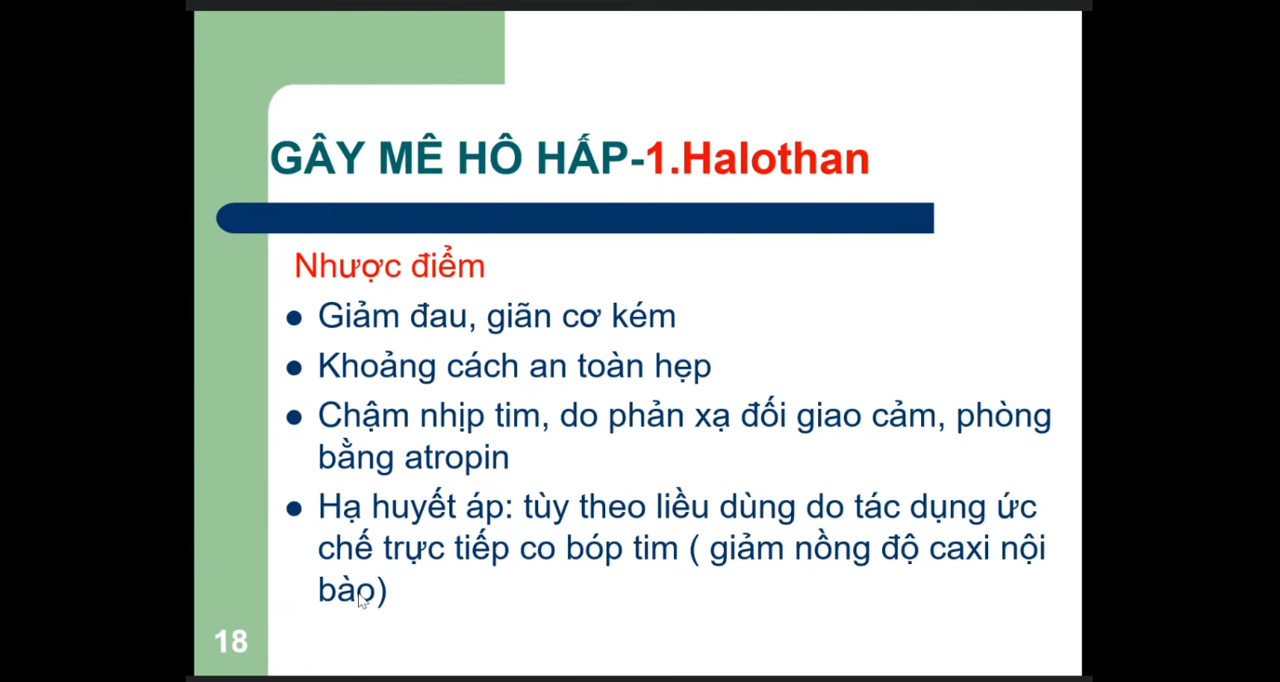 GÂY MÊ HÔ HẤP-1.Halothan
Nhược điểm
● Giảm đau, giãn cơ kém
● Khoảng cách an toàn hẹp
● Chậm nhịp tim, do phản xạ đối giao cảm, phòng
bằng atropin
● Hạ huyết áp: tùy theo liều dùng do tác dụng ức
chế trực tiếp co bóp tim ( giảm nồng độ caxi nội
bào)
18